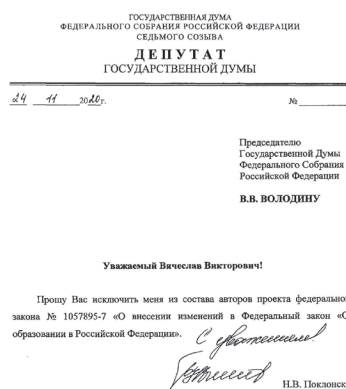 ГОСУДАРСТВЕННАЯ ДУМА
ФЕДЕРАЛЬНОГО СОБРАНИЯ РОССИЙСКОЙ ФЕДЕРАЦИИ
СЕДЬМОГО СОЗЫВА
ДЕПУТАТ
ГОСУДАРСТВЕННОЙ ДУМЫ
24 11 2020г. №
Председателю
Государственной Думы
Федерального Собрания
Российской Федерации
В.В. ВОЛОДИНУ
Уважаемый Вячеслав Викторович!
Прошу Вас исключить меня из состава авторов проекта федерально
закона № 1057895-7 «О внесении изменений в Федеральный закон «О
образовании в Российской Федерации».
С уважением!
Н.В. Поклонск